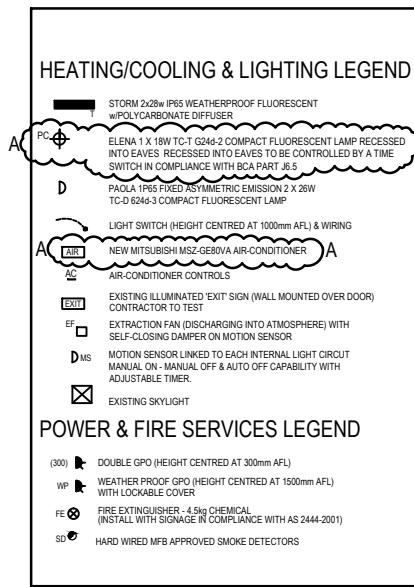 HEATING/COOLING & LIGHTING LEGEND
STORM 2x28w IP65 WEATHERPROOF FLUORESCENT
T w/POLYCARBONATE DIFFUSER
A PC ELENA 1 X 18W TC-T G24d-2 COMPACT FLUORESCENT LAMP RECESSED
INTO EAVES RECESSED INTO EAVES TO BE CONTROLLED BY A TIME
SWITCH IN COMPLIANCE WITH BCA PART J6.5
D PAOLA 1P65 FIXED ASYMMETRIC EMISSION 2 X 26W
TC-D 624d-3 COMPACT FLUORESCENT LAMP
LIGHT SWITCH (HEIGHT CENTRED AT 1000mm AFL) & WIRING
A AIR NEW MITSUBISHI MSZ-GE80VA AIR-CONDITIONER A
AC AIR-CONDITIONER CONTROLS
EXIT EXISTING ILLUMINATED 'EXIT' SIGN (WALL MOUNTED OVER DOOR)
CONTRACTOR TO TEST
EF EXTRACTION FAN (DISCHARGING INTO ATMOSPHERE) WITH
SELF-CLOSING DAMPER ON MOTION SENSOR
D MS MOTION SENSOR LINKED TO EACH INTERNAL LIGHT CIRCUT
MANUAL ON - MANUAL OFF & AUTO OFF CAPABILITY WITH
ADJUSTABLE TIMER.
EXISTING SKYLIGHT
POWER & FIRE SERVICES LEGEND
(300) DOUBLE GPO (HEIGHT CENTRED AT 300mm AFL)
WP WEATHER PROOF GPO (HEIGHT CENTRED AT 1500mm AFL)
WITH LOCKABLE COVER
FE FIRE EXTINGUISHER - 4.5kg CHEMICAL
(INSTALL WITH SIGNAGE IN COMPLIANCE WITH AS 2444-2001)
SD HARD WIRED MFB APPROVED SMOKE DETECTORS